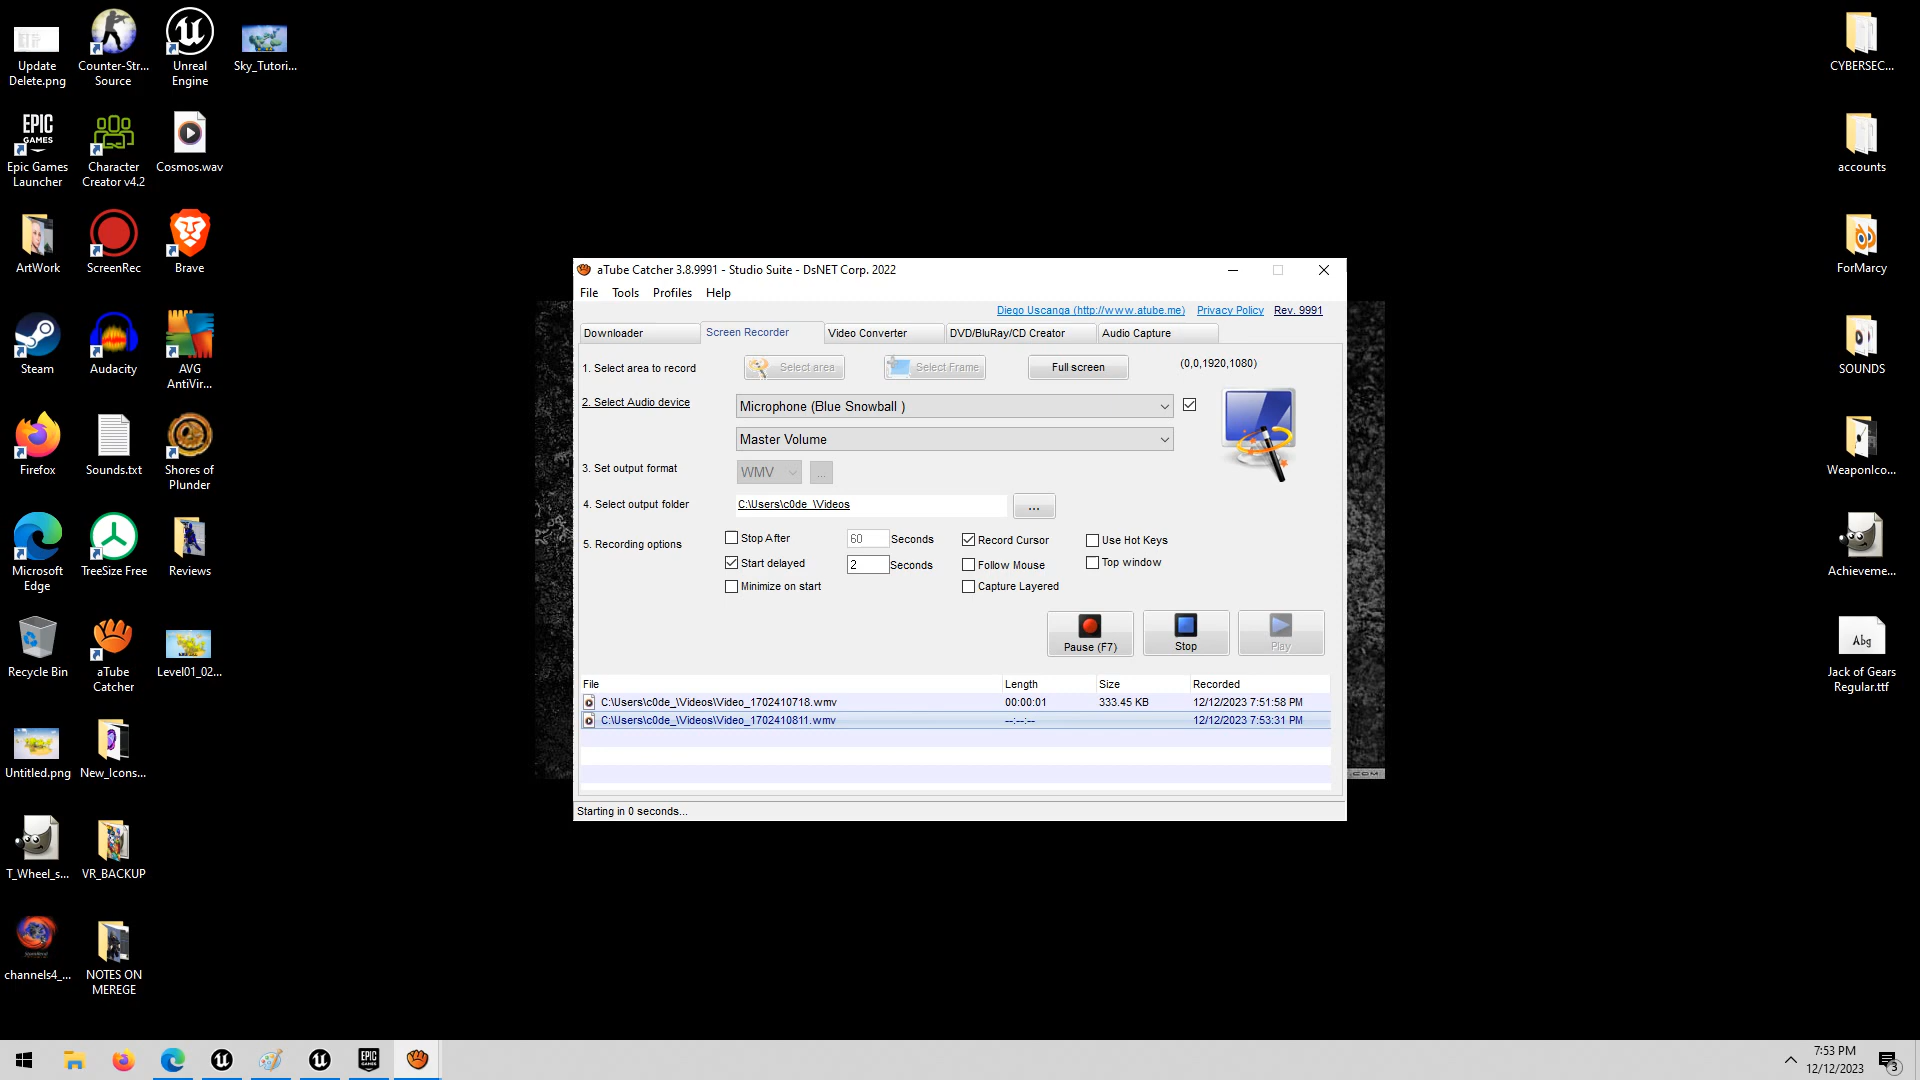 Update
Delete.png
Counter-Str...
Source
Unreal
Engine
Sky_Tutori...
EPIC
GAMES
Epic Games
Launcher
Character
Creator v4.2
Cosmos.wav
ArtWork
ScreenRec
Brave
Steam
Audacity
AVG
AntiVir...
Firefox
Sounds.txt
Shores of
Plunder
Microsoft
Edge
TreeSize Free
Reviews
Recycle Bin
aTube
Catcher
Level01_02...
Untitled.png
New_Icons...
T_Wheel_s...
VR_BACKUP
channels4_...
NOTES ON
MEREGE
aTube Catcher 3.8.9991 - Studio Suite - DsNET Corp. 2022
File Tools Profiles Help
Diego Uscanga (http://www.atube.me) Privacy Policy Rev. 9991
Downloader Screen Recorder Video Converter DVD/BluRay/CD Creator Audio Capture
1. Select area to record Select area Select Frame Full screen (0,0,1920,1080)
2. Select Audio device Microphone (Blue Snowball )
Master Volume
3. Set output format WMV ...
4. Select output folder C:\Users\c0de_\Videos ...
5. Recording options
Stop After 60 Seconds Record Cursor Use Hot Keys
Start delayed 2 Seconds Follow Mouse Top window
Minimize on start Capture Layered
Pause (F7) Stop Play
File Length Size Recorded
C:\Users\c0de_\Videos\Video_1702410718.wmv 00:00:01 333.45 KB 12/12/2023 7:51:58 PM
C:\Users\c0de_\Videos\Video_1702410811.wmv --:--:-- 12/12/2023 7:53:31 PM
Starting in 0 seconds...
.COM
CYBERSEC...
accounts
ForMarcy
SOUNDS
WeaponIco...
Achieveme...
Abg
Jack of Gears
Regular.ttf
EPIC
GAMES
7:53 PM
12/12/2023
3